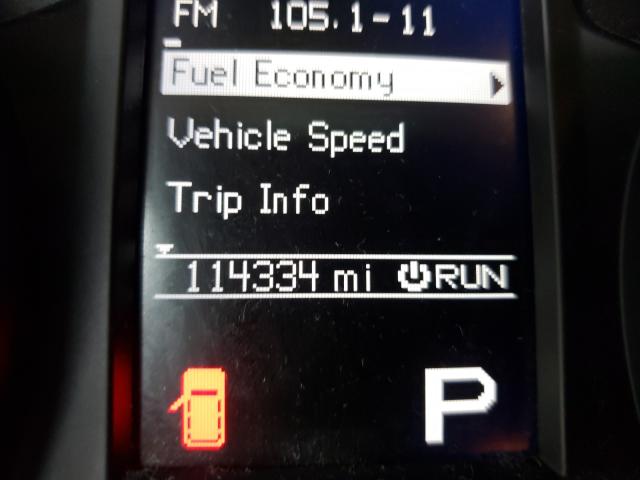 FM 105.1-11
Fuel Economy
Vehicle Speed
Trip Info
114334 mi RUN
P